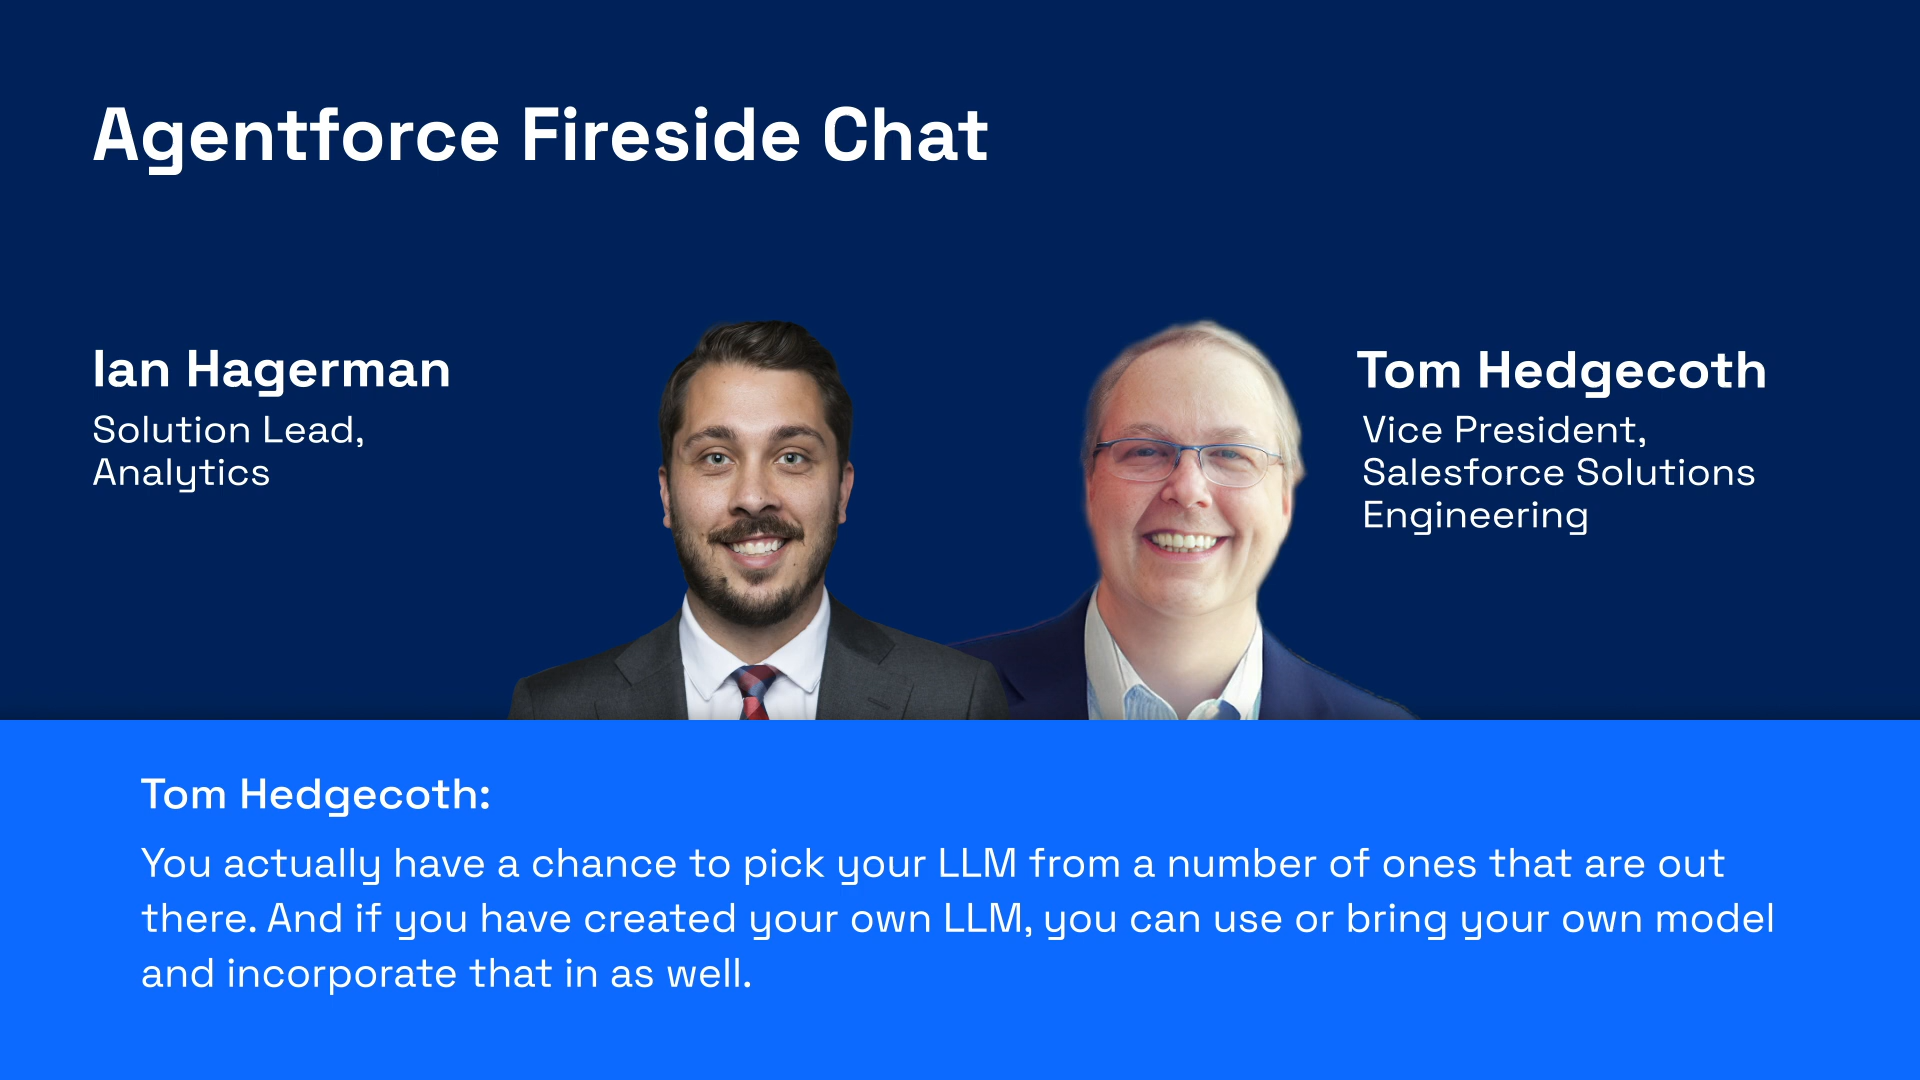 Agentforce Fireside Chat
Ian Hagerman
Solution Lead,
Analytics
Tom Hedgecoth
Vice President,
Salesforce Solutions
Engineering
Tom Hedgecoth:
You actually have a chance to pick your LLM from a number of ones that are out
there. And if you have created your own LLM, you can use or bring your own model
and incorporate that in as well.